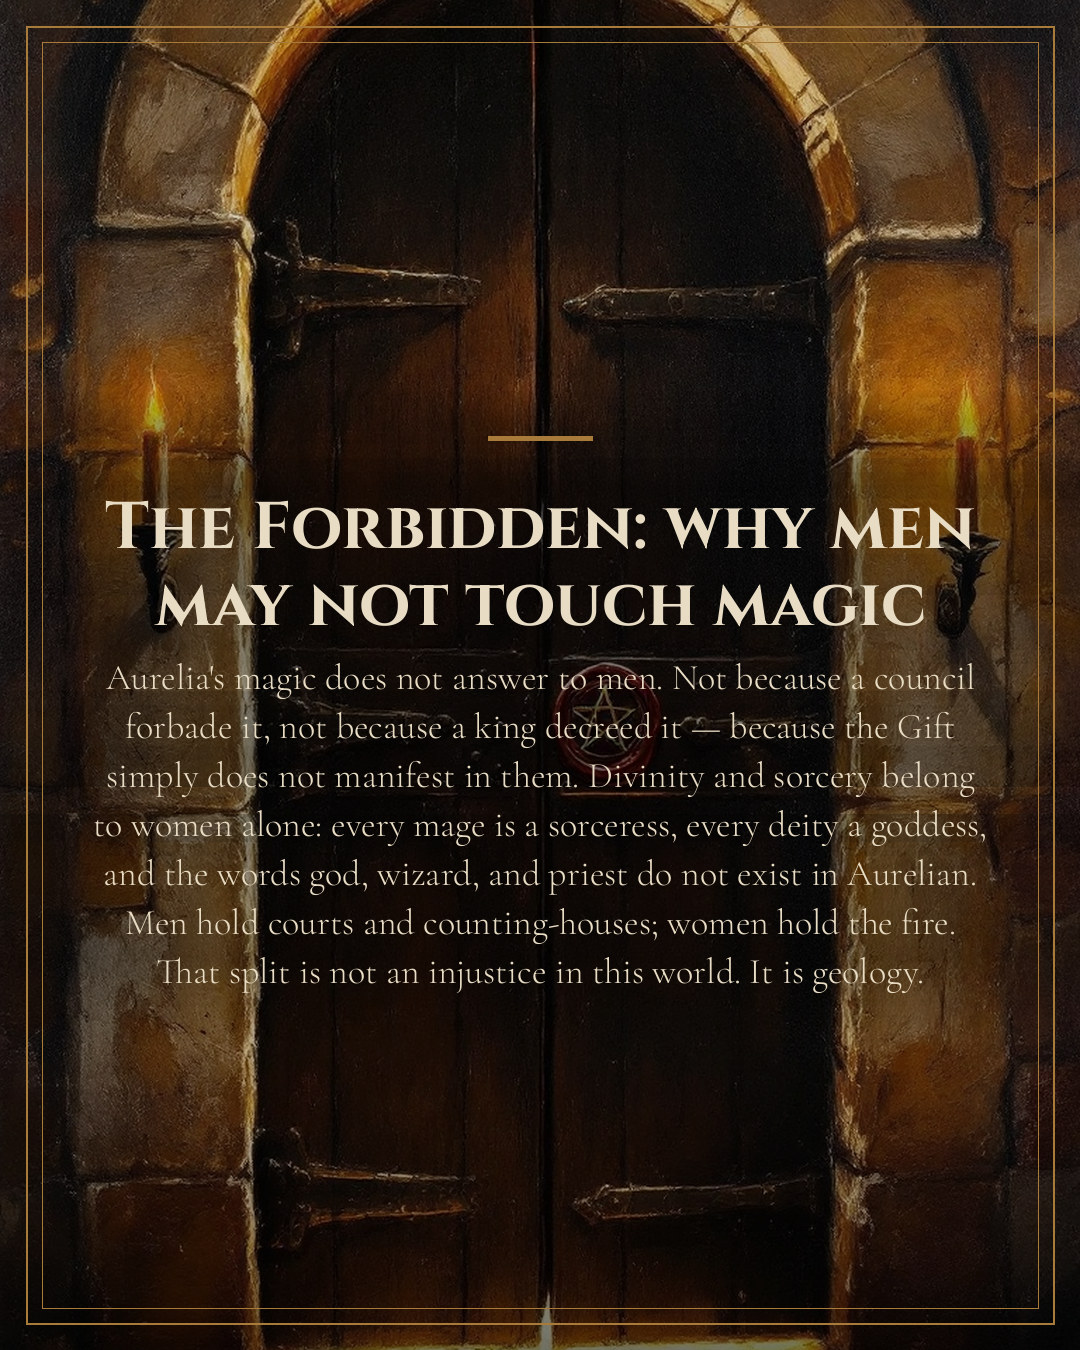 The Forbidden: why men
may not touch magic
Aurelia's magic does not answer to men. Not because a council
forbade it, not because a king decreed it — because the Gift
simply does not manifest in them. Divinity and sorcery belong
to women alone: every mage is a sorceress, every deity a goddess,
and the words god, wizard, and priest do not exist in Aurelian.
Men hold courts and counting-houses; women hold the fire.
That split is not an injustice in this world. It is geology.